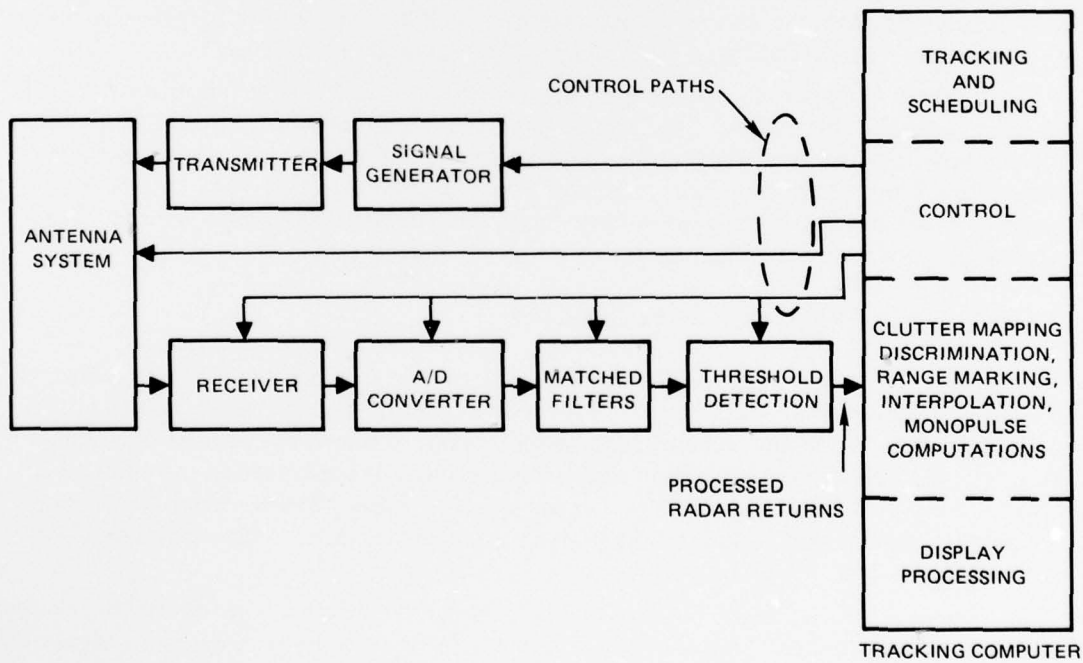 TRACKING
AND
SCHEDULING
CONTROL PATHS
TRANSMITTER
SIGNAL
GENERATOR
CONTROL
ANTENNA
SYSTEM
RECEIVER
A/D
CONVERTER
MATCHED
FILTERS
THRESHOLD
DETECTION
CLUTTER MAPPING
DISCRIMINATION,
RANGE MARKING,
INTERPOLATION,
MONOPULSE
COMPUTATIONS
PROCESSED
RADAR RETURNS
DISPLAY
PROCESSING
TRACKING COMPUTER